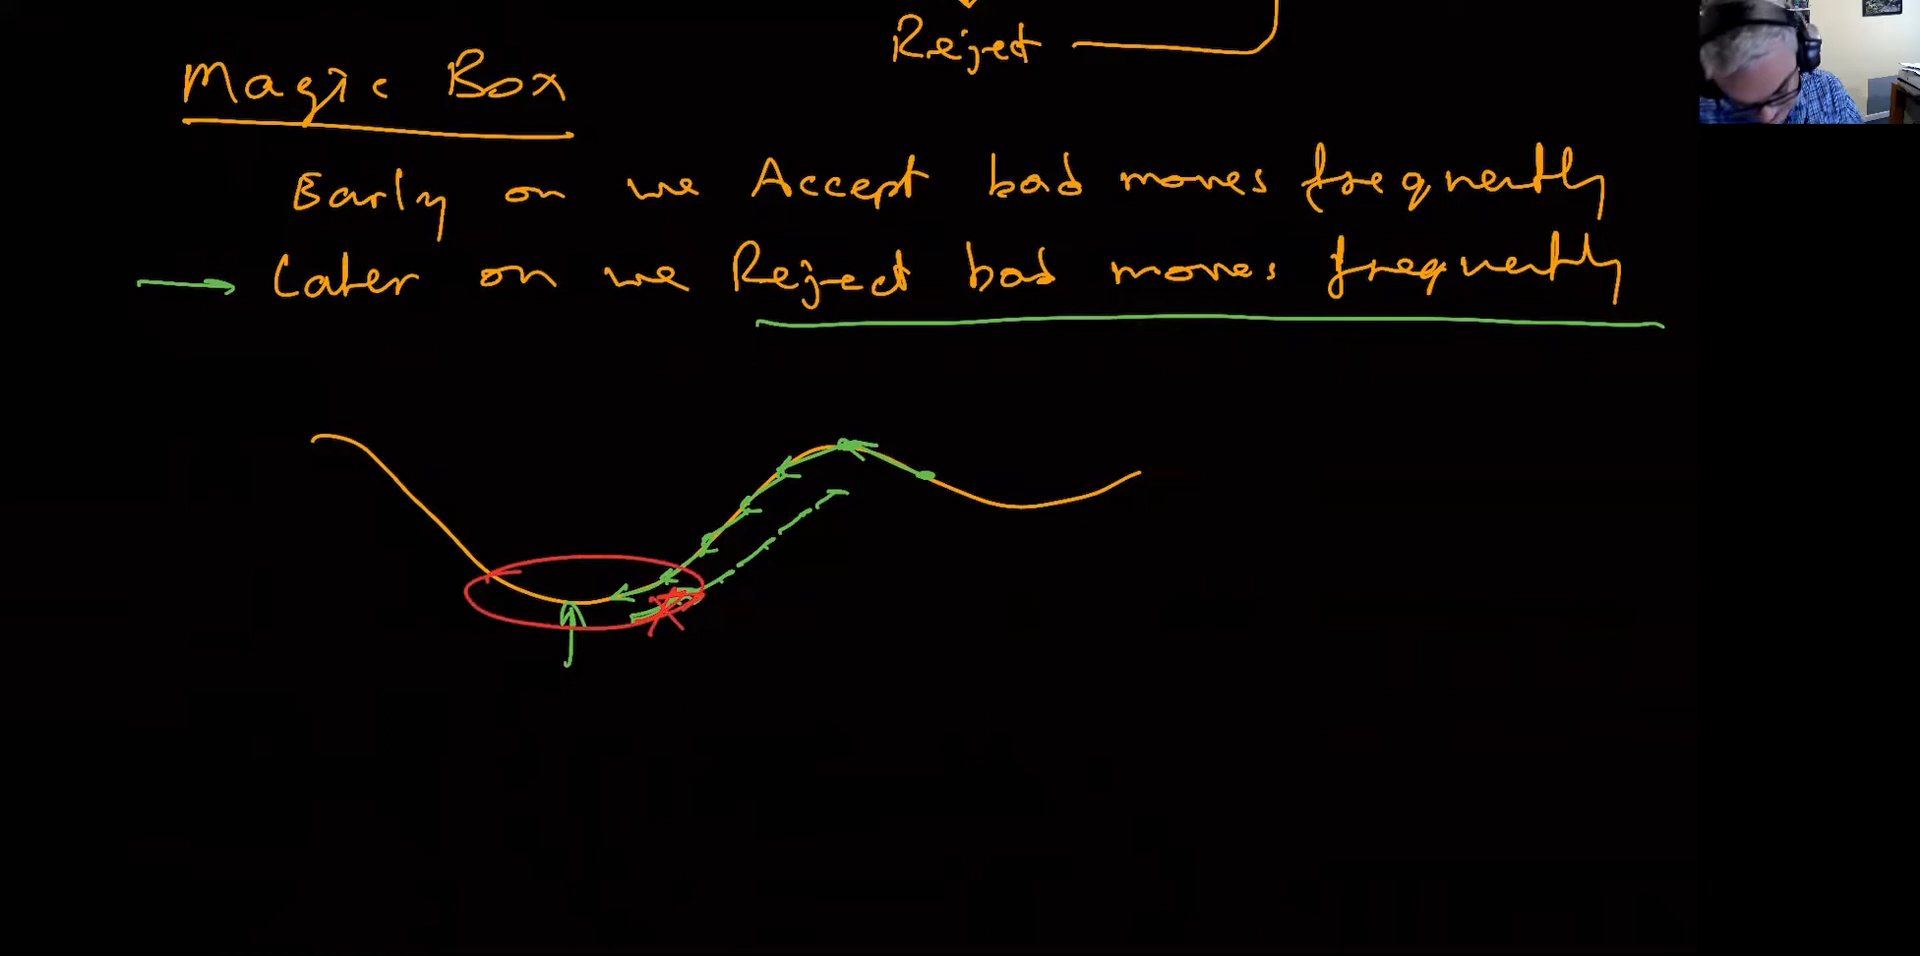 Reject
Magic Box
Early on we Accept bad moves frequently
Later on we Reject bad moves frequently